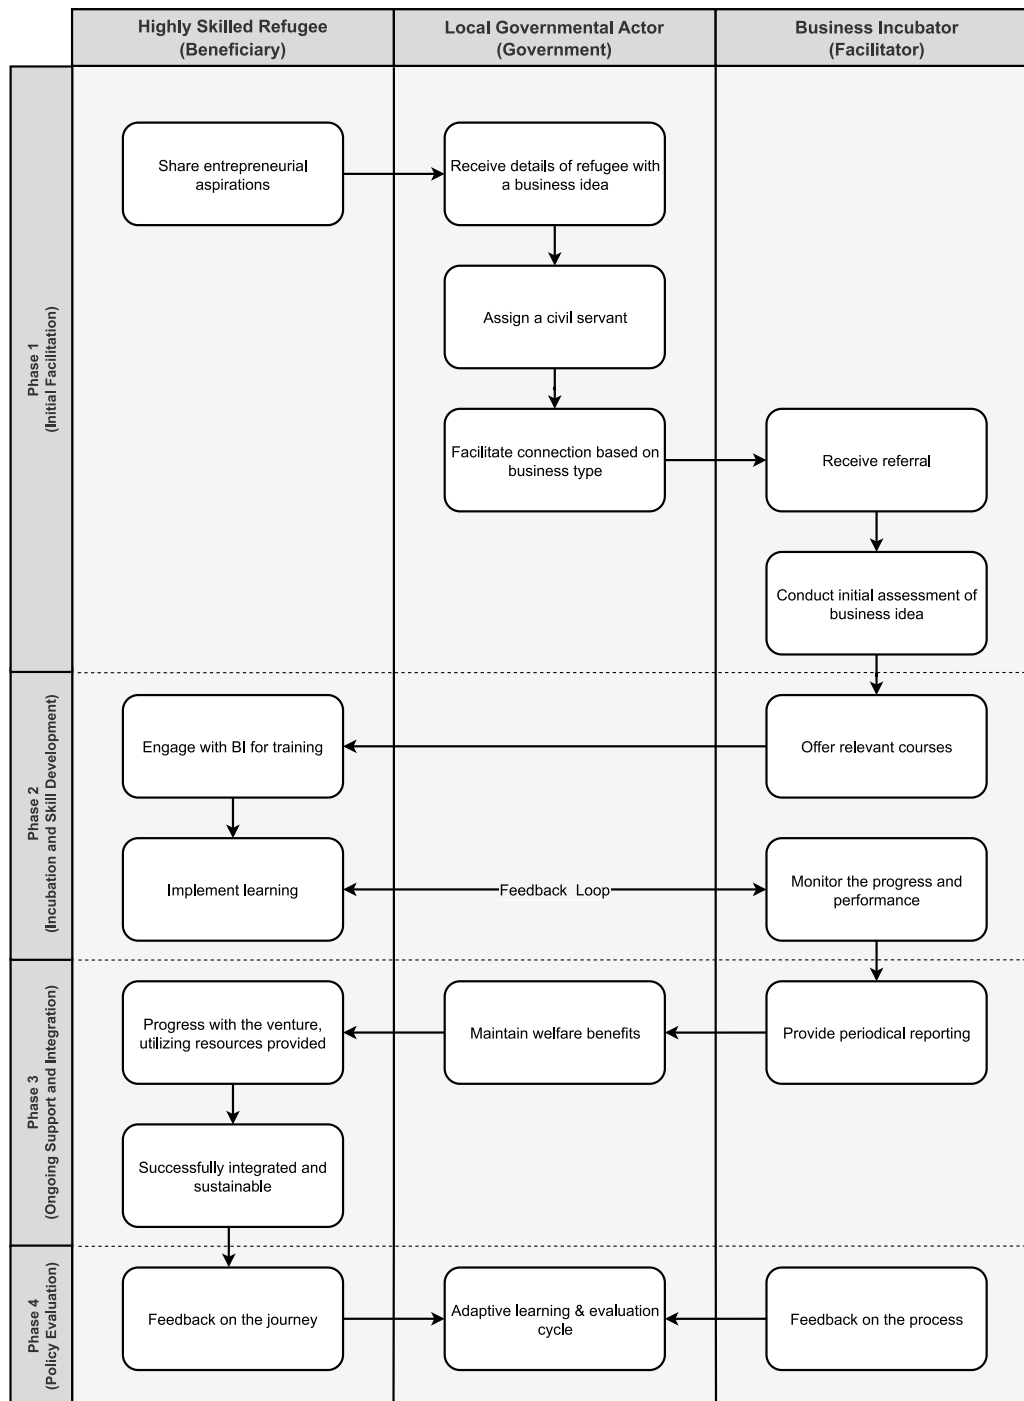 Highly Skilled Refugee
(Beneficiary)
Local Governmental Actor
(Government)
Business Incubator
(Facilitator)
Phase 1
(Initial Facilitation)
Share entrepreneurial
aspirations
Receive details of refugee with
a business idea
Assign a civil servant
Facilitate connection based on
business type
Receive referral
Conduct initial assessment of
business idea
Phase 2
(Incubation and Skill Development)
Engage with BI for training
Offer relevant courses
Implement learning
Feedback Loop
Monitor the progress and
performance
Phase 3
(Ongoing Support and Integration)
Progress with the venture,
utilizing resources provided
Maintain welfare benefits
Provide periodical reporting
Successfully integrated and
sustainable
Phase 4
(Policy Evaluation)
Feedback on the journey
Adaptive learning & evaluation
cycle
Feedback on the process